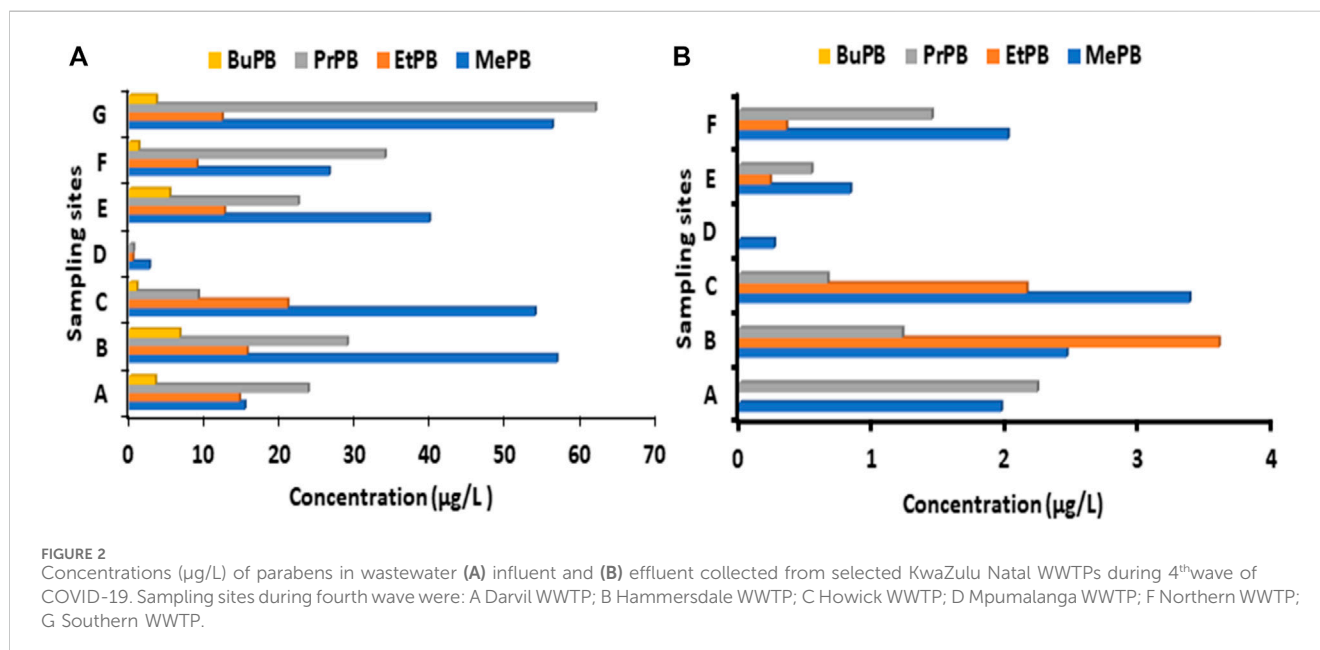 A
BuPB PrPB EtPB MePB
Sampling sites
G
F
E
D
C
B
A
0 10 20 30 40 50 60 70
Concentration (µg/L )
B
BuPB PrPB EtPB MePB
Sampling sites
F
E
D
C
B
A
0 1 2 3 4
Concentration (µg/L)
FIGURE 2
Concentrations (µg/L) of parabens in wastewater (A) influent and (B) effluent collected from selected KwaZulu Natal WWTPs during 4thwave of
COVID-19. Sampling sites during fourth wave were: A Darvil WWTP; B Hammersdale WWTP; C Howick WWTP; D Mpumalanga WWTP; F Northern WWTP;
G Southern WWTP.